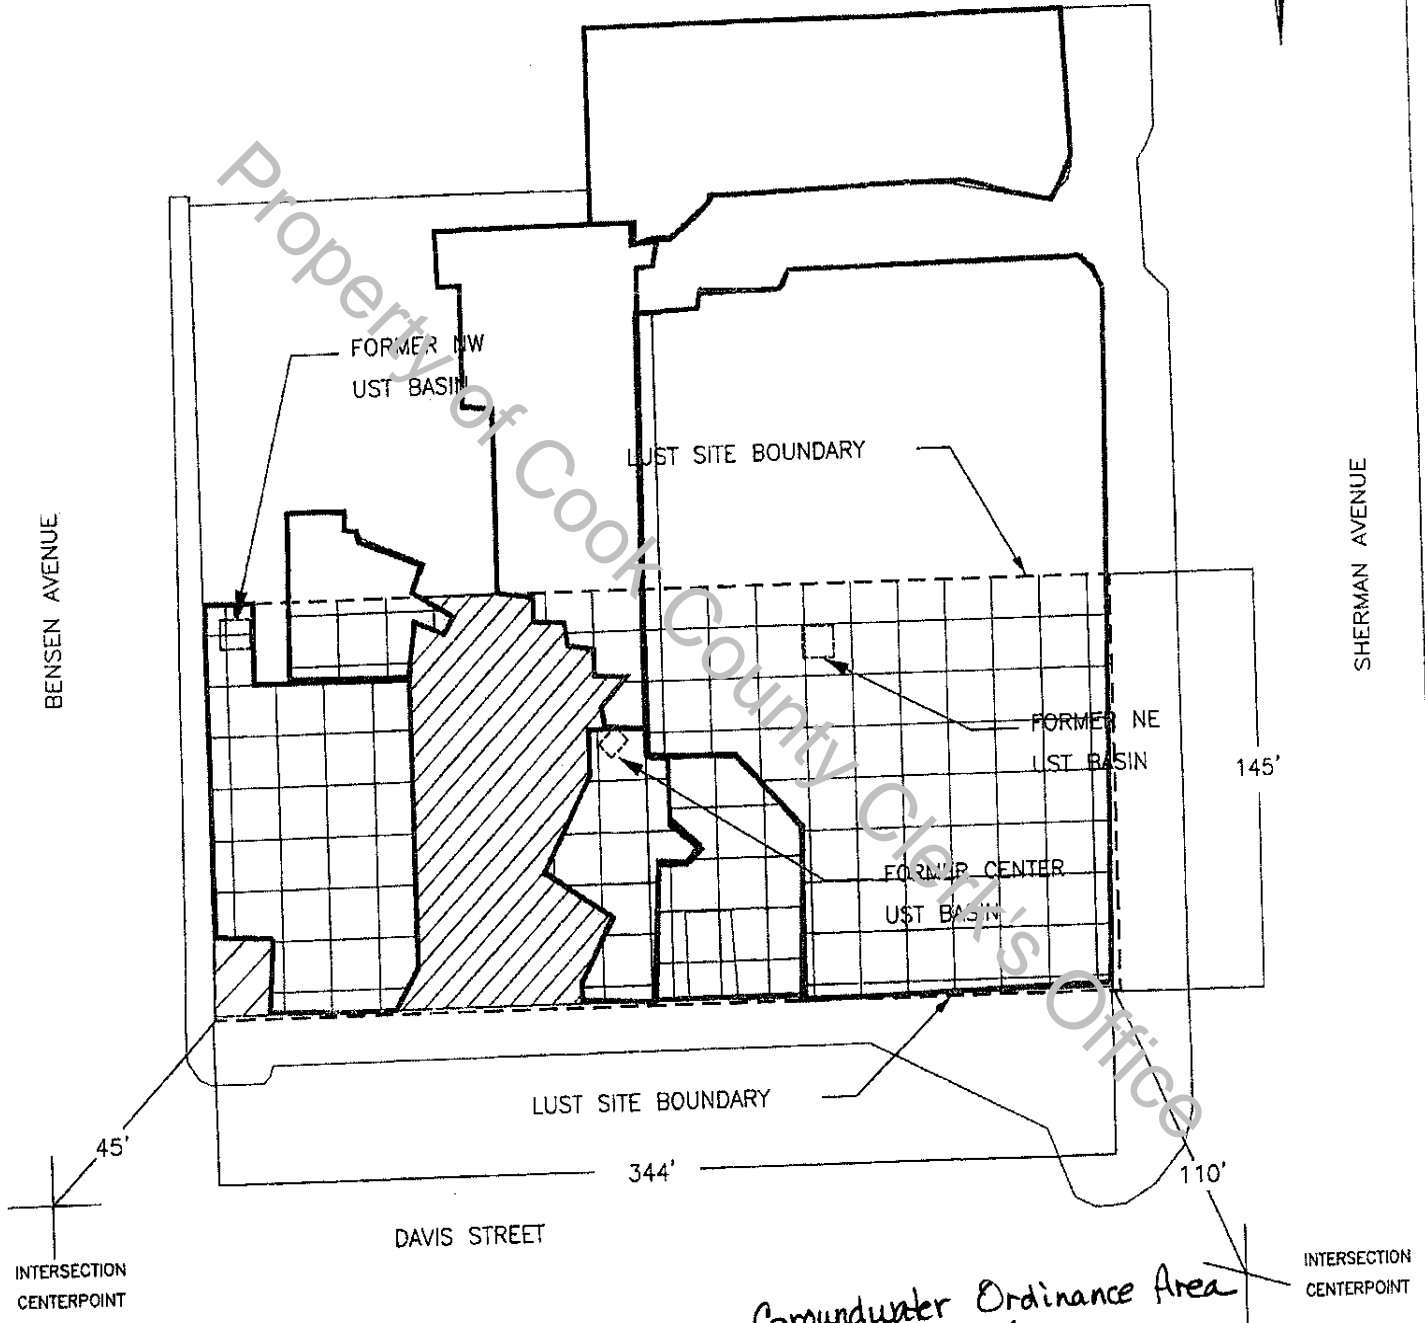 Property of Cook County Clerk's Office
FORMER NW
UST BASIN
LUST SITE BOUNDARY
BENSEN AVENUE
SHERMAN AVENUE
FORMER NE
UST BASIN
145'
FORMER CENTER
UST BASIN
LUST SITE BOUNDARY
45'
344'
110'
DAVIS STREET
INTERSECTION
CENTERPOINT
INTERSECTION
CENTERPOINT
Groundwater Ordinance Area